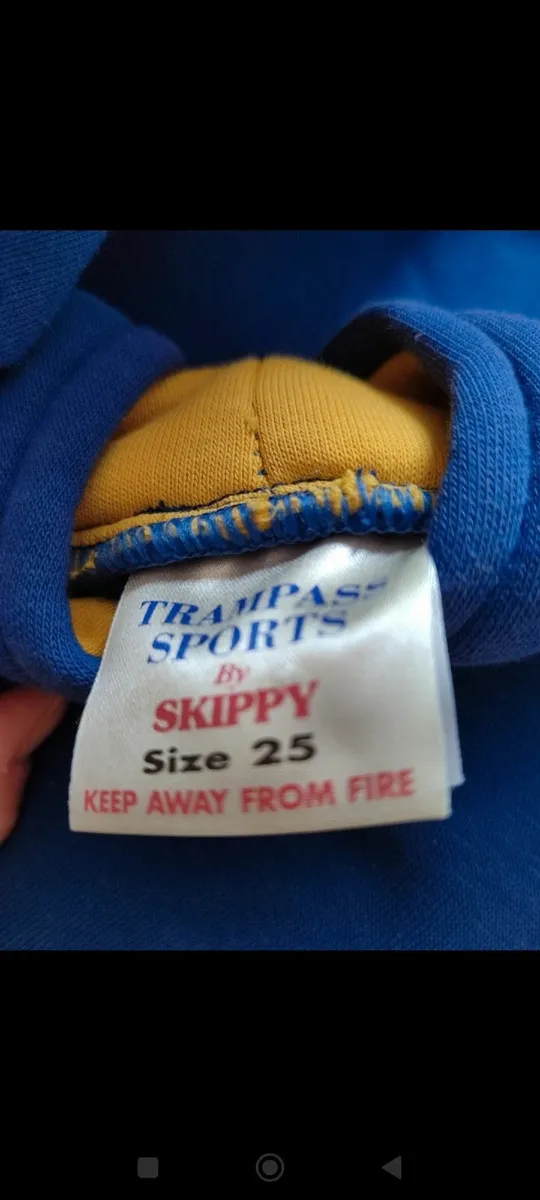 TRAMPASS
SPORTS
By
SKIPPY
Size 25
KEEP AWAY FROM FIRE